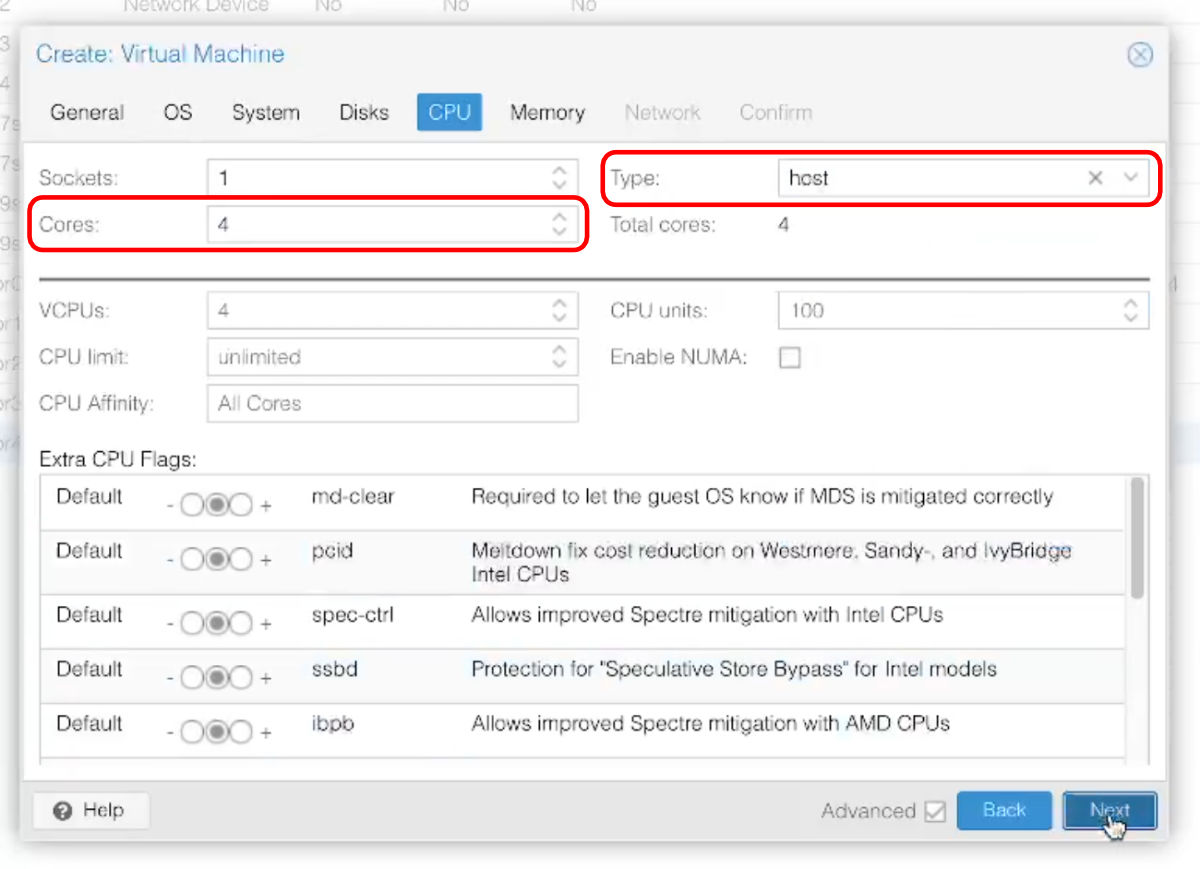 Network Device No No No
Create: Virtual Machine
General OS System Disks CPU Memory Network Confirm
Sockets: 1 Type: host
Cores: 4 Total cores: 4
VCPUs: 4 CPU units: 100
CPU limit: unlimited Enable NUMA:
CPU Affinity: All Cores
Extra CPU Flags:
Default - + md-clear Required to let the guest OS know if MDS is mitigated correctly
Default - + pcid Meltdown fix cost reduction on Westmere, Sandy-, and IvyBridge
Intel CPUs
Default - + spec-ctrl Allows improved Spectre mitigation with Intel CPUs
Default - + ssbd Protection for "Speculative Store Bypass" for Intel models
Default - + ibpb Allows improved Spectre mitigation with AMD CPUs
Help Advanced Back Next